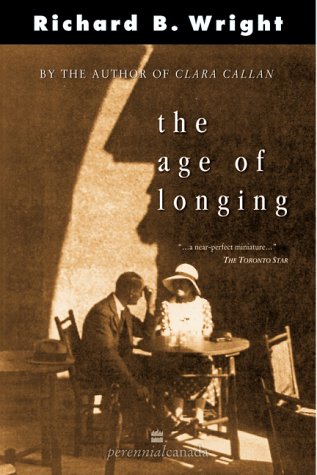 Richard B. Wright
BY THE AUTHOR OF CLARA CALLAN
the
age of
longing
"...a near-perfect miniature..."
THE TORONTO STAR
perennialcanada